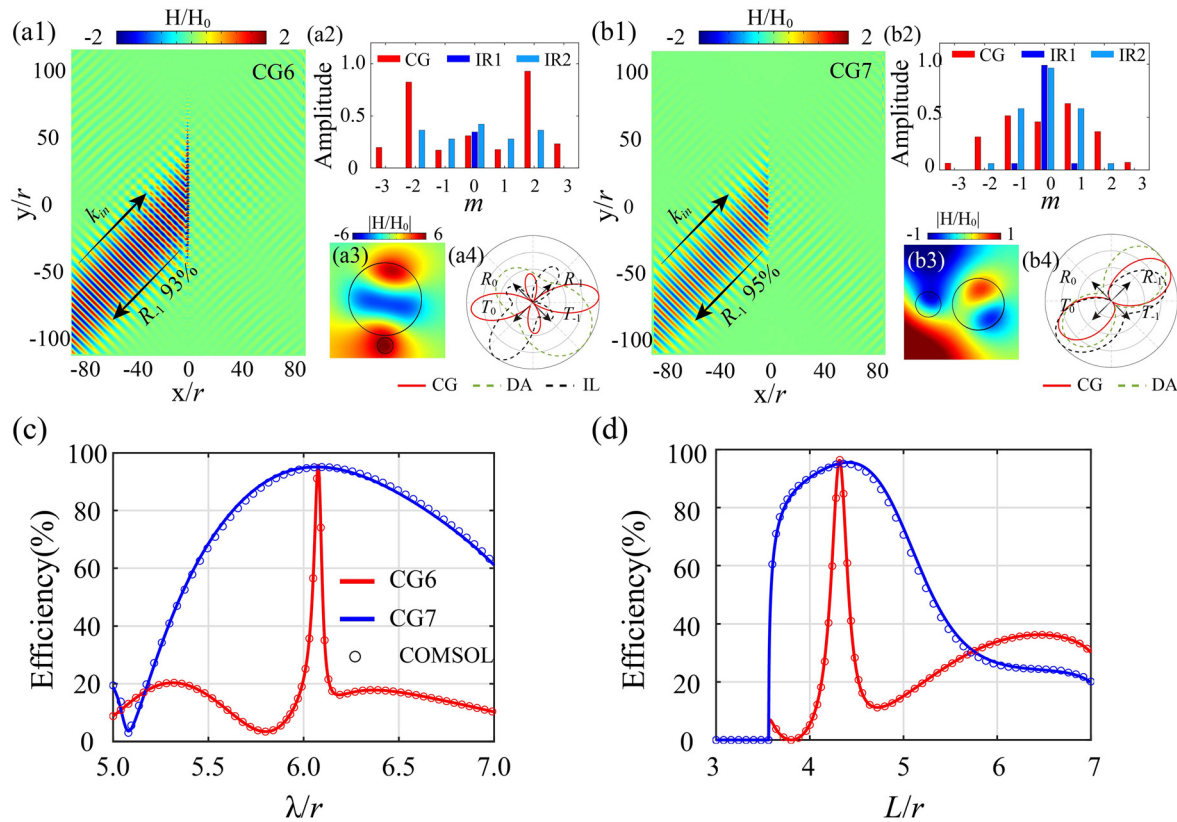 (a1)
H/H₀
-2 2
CG6
100
50
0
-50
-100
y/r
k_in
R₋₁ 93%
-80 -40 0 40 80
x/r
(a2)
CG IR1 IR2
Amplitude
1.0
0.5
0
-3 -2 -1 0 1 2 3
m
|H/H₀|
-6 6
(a3)
(a4)
R₀ R₋₁
T₀ T₋₁
CG DA IL
(b1)
H/H₀
-2 2
CG7
100
50
0
-50
-100
y/r
k_in
R₋₁ 95%
-80 -40 0 40 80
x/r
(b2)
CG IR1 IR2
Amplitude
1.0
0.5
0
-3 -2 -1 0 1 2 3
m
|H/H₀|
-1 1
(b3)
(b4)
R₀ R₋₁
T₀ T₋₁
CG DA
(c)
Efficiency(%)
100
80
60
40
20
0
CG6
CG7
COMSOL
5.0 5.5 6.0 6.5 7.0
λ/r
(d)
Efficiency(%)
100
80
60
40
20
0
3 4 5 6 7
L/r